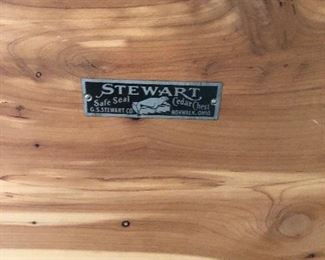 STEWART
Safe Seal Cedar Chest
G.S. STEWART CO. NORWALK, OHIO